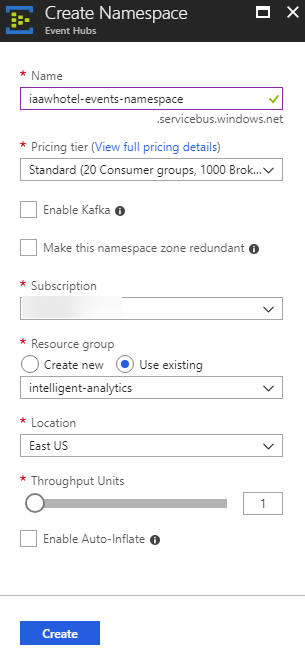 Create Namespace
Event Hubs
* Name
iaawhotel-events-namespace
.servicebus.windows.net
* Pricing tier (View full pricing details)
Standard (20 Consumer groups, 1000 Brok...
Enable Kafka
Make this namespace zone redundant
* Subscription
* Resource group
Create new Use existing
intelligent-analytics
* Location
East US
* Throughput Units
1
Enable Auto-Inflate
Create